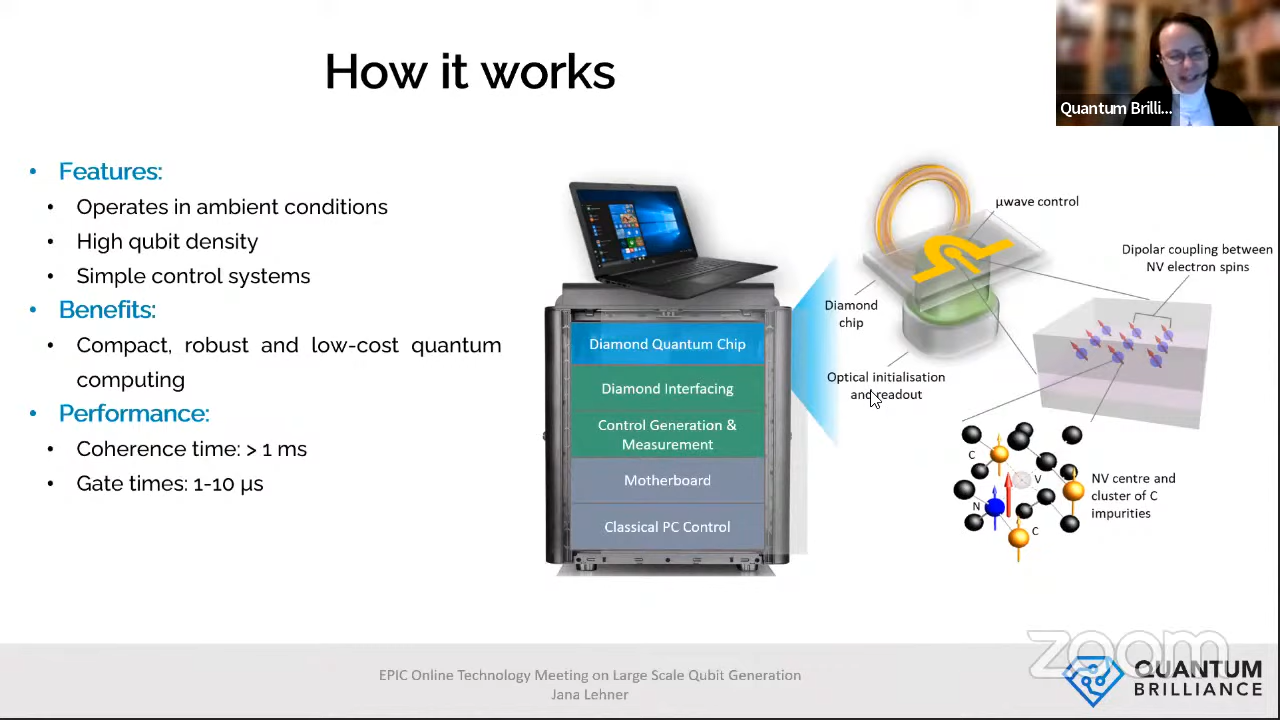 How it works
Quantum Brilli...
• Features:
• Operates in ambient conditions
• High qubit density
• Simple control systems
• Benefits:
• Compact, robust and low-cost quantum
computing
• Performance:
• Coherence time: > 1 ms
• Gate times: 1-10 µs
Diamond Quantum Chip
Diamond Interfacing
Control Generation &
Measurement
Motherboard
Classical PC Control
µwave control
Dipolar coupling between
NV electron spins
Diamond
chip
Optical initialisation
and readout
C
V
N
C
NV centre and
cluster of C
impurities
EPIC Online Technology Meeting on Large Scale Qubit Generation
Jana Lehner
zoom
QUANTUM
BRILLIANCE